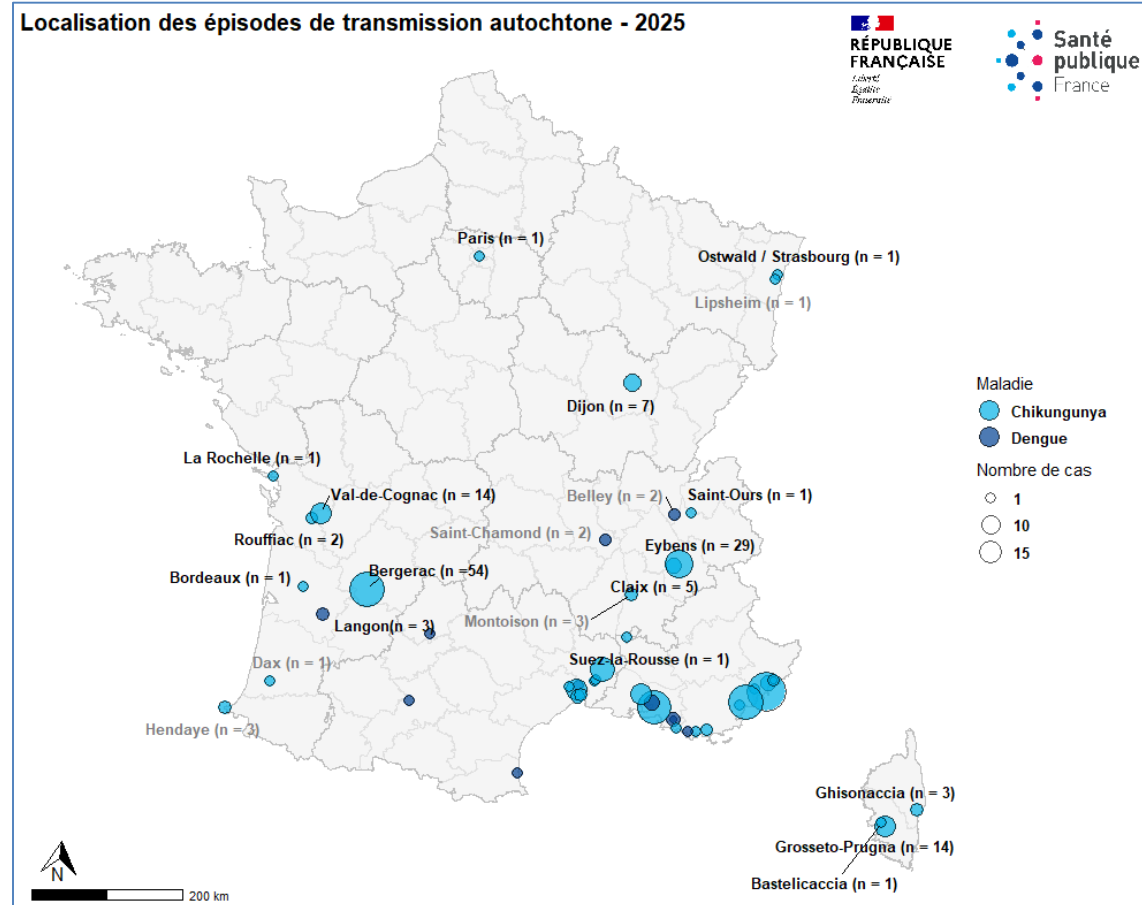 Localisation des épisodes de transmission autochtone - 2025
RÉPUBLIQUE
FRANÇAISE
Liberté
Égalité
Fraternité
Santé
publique
France
Paris (n = 1)
Ostwald / Strasbourg (n = 1)
Lipsheim (n = 1)
Dijon (n = 7)
Maladie
Chikungunya
Dengue
Nombre de cas
1
10
15
La Rochelle (n = 1)
Val-de-Cognac (n = 14)
Belley (n = 2)
Saint-Ours (n = 1)
Rouffiac (n = 2)
Saint-Chamond (n = 2)
Eybens (n = 29)
Bordeaux (n = 1)
Bergerac (n =54)
Claix (n = 5)
Langon(n = 3)
Montoison (n = 3)
Dax (n = 1)
Suez-la-Rousse (n = 1)
Hendaye (n = 3)
Ghisonaccia (n = 3)
Grosseto-Prugna (n = 14)
Bastelicaccia (n = 1)
N
200 km